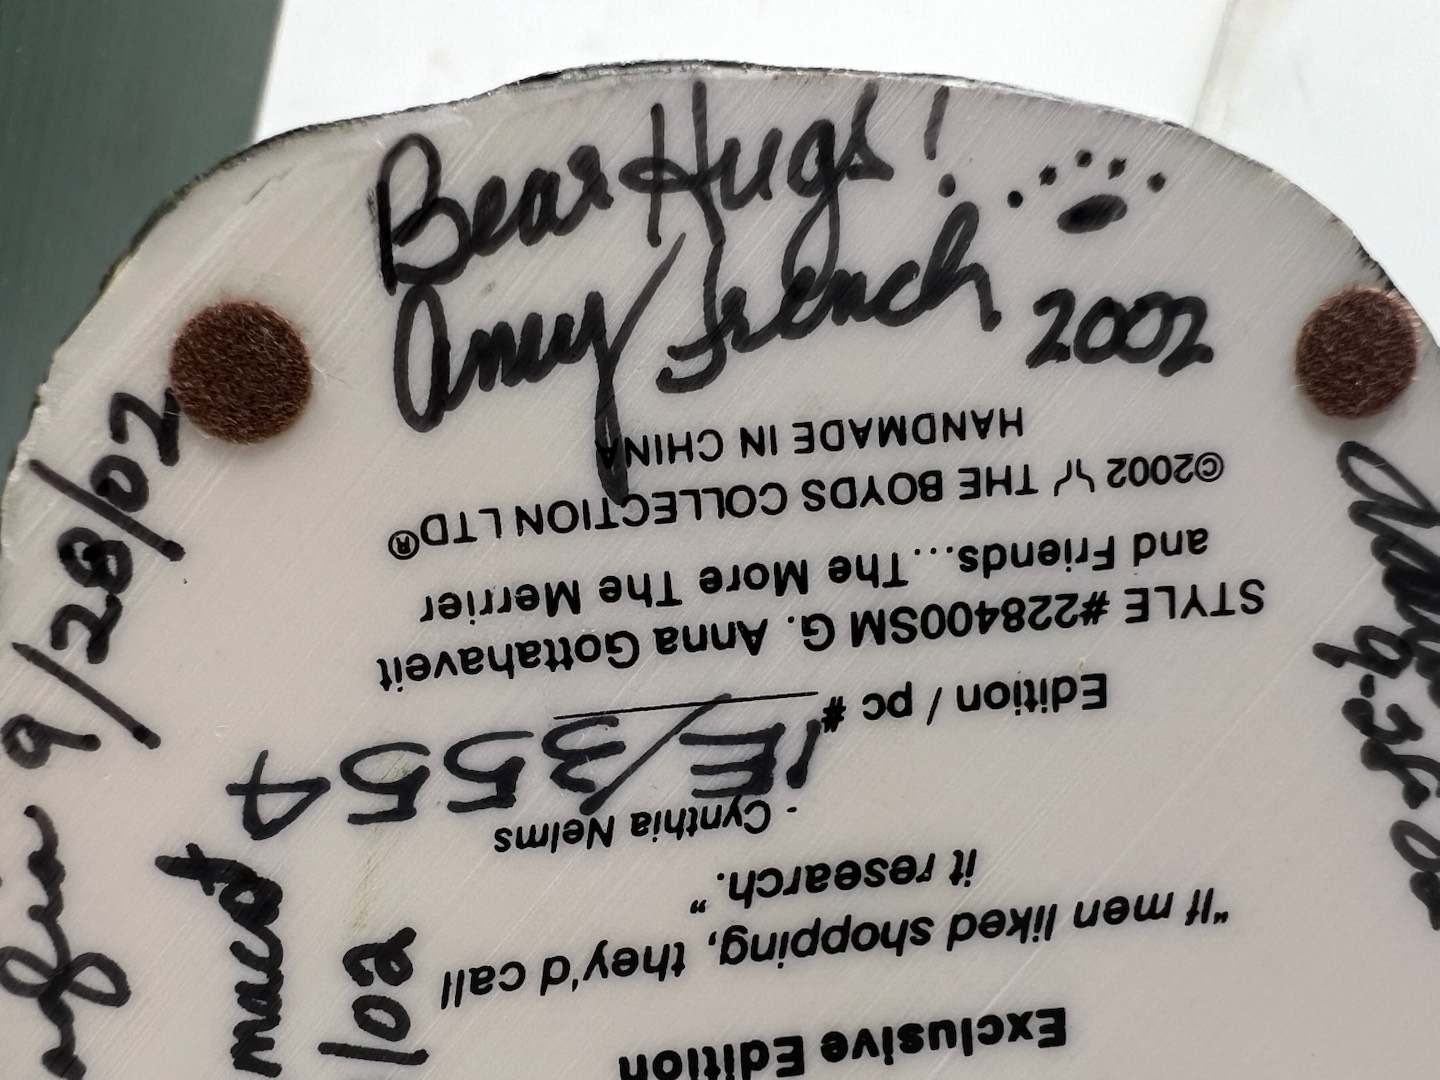 Bear Hugs!
Amy French 2002
Exclusive Edition
"If men liked shopping, they'd call
it research."
- Cynthia Nelms
Edition / pc # 1E/3554
STYLE #228400SM G. Anna Gottahaveit
and Friends...The More The Merrier
©2002 THE BOYDS COLLECTION LTD®
HANDMADE IN CHINA
9/28/02